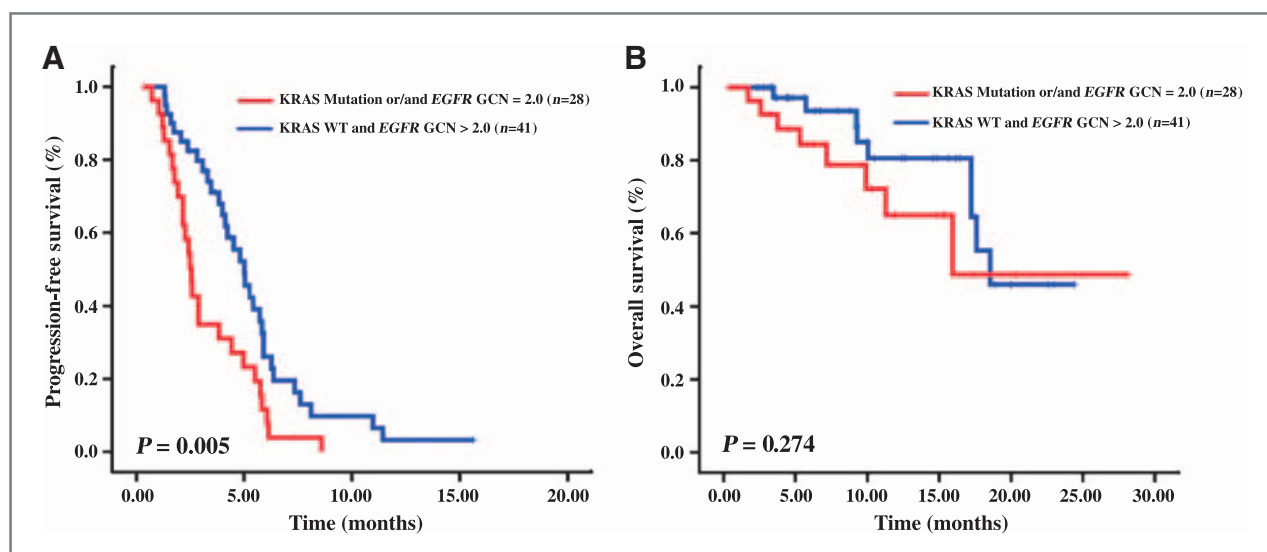 A
KRAS Mutation or/and EGFR GCN = 2.0 (n=28)
KRAS WT and EGFR GCN > 2.0 (n=41)
Progression-free survival (%)
1.0
0.8
0.6
0.4
0.2
0.0
P = 0.005
0.00 5.00 10.00 15.00 20.00
Time (months)
B
KRAS Mutation or/and EGFR GCN = 2.0 (n=28)
KRAS WT and EGFR GCN > 2.0 (n=41)
Overall survival (%)
1.0
0.8
0.6
0.4
0.2
0.0
P = 0.274
0.00 5.00 10.00 15.00 20.00 25.00 30.00
Time (months)